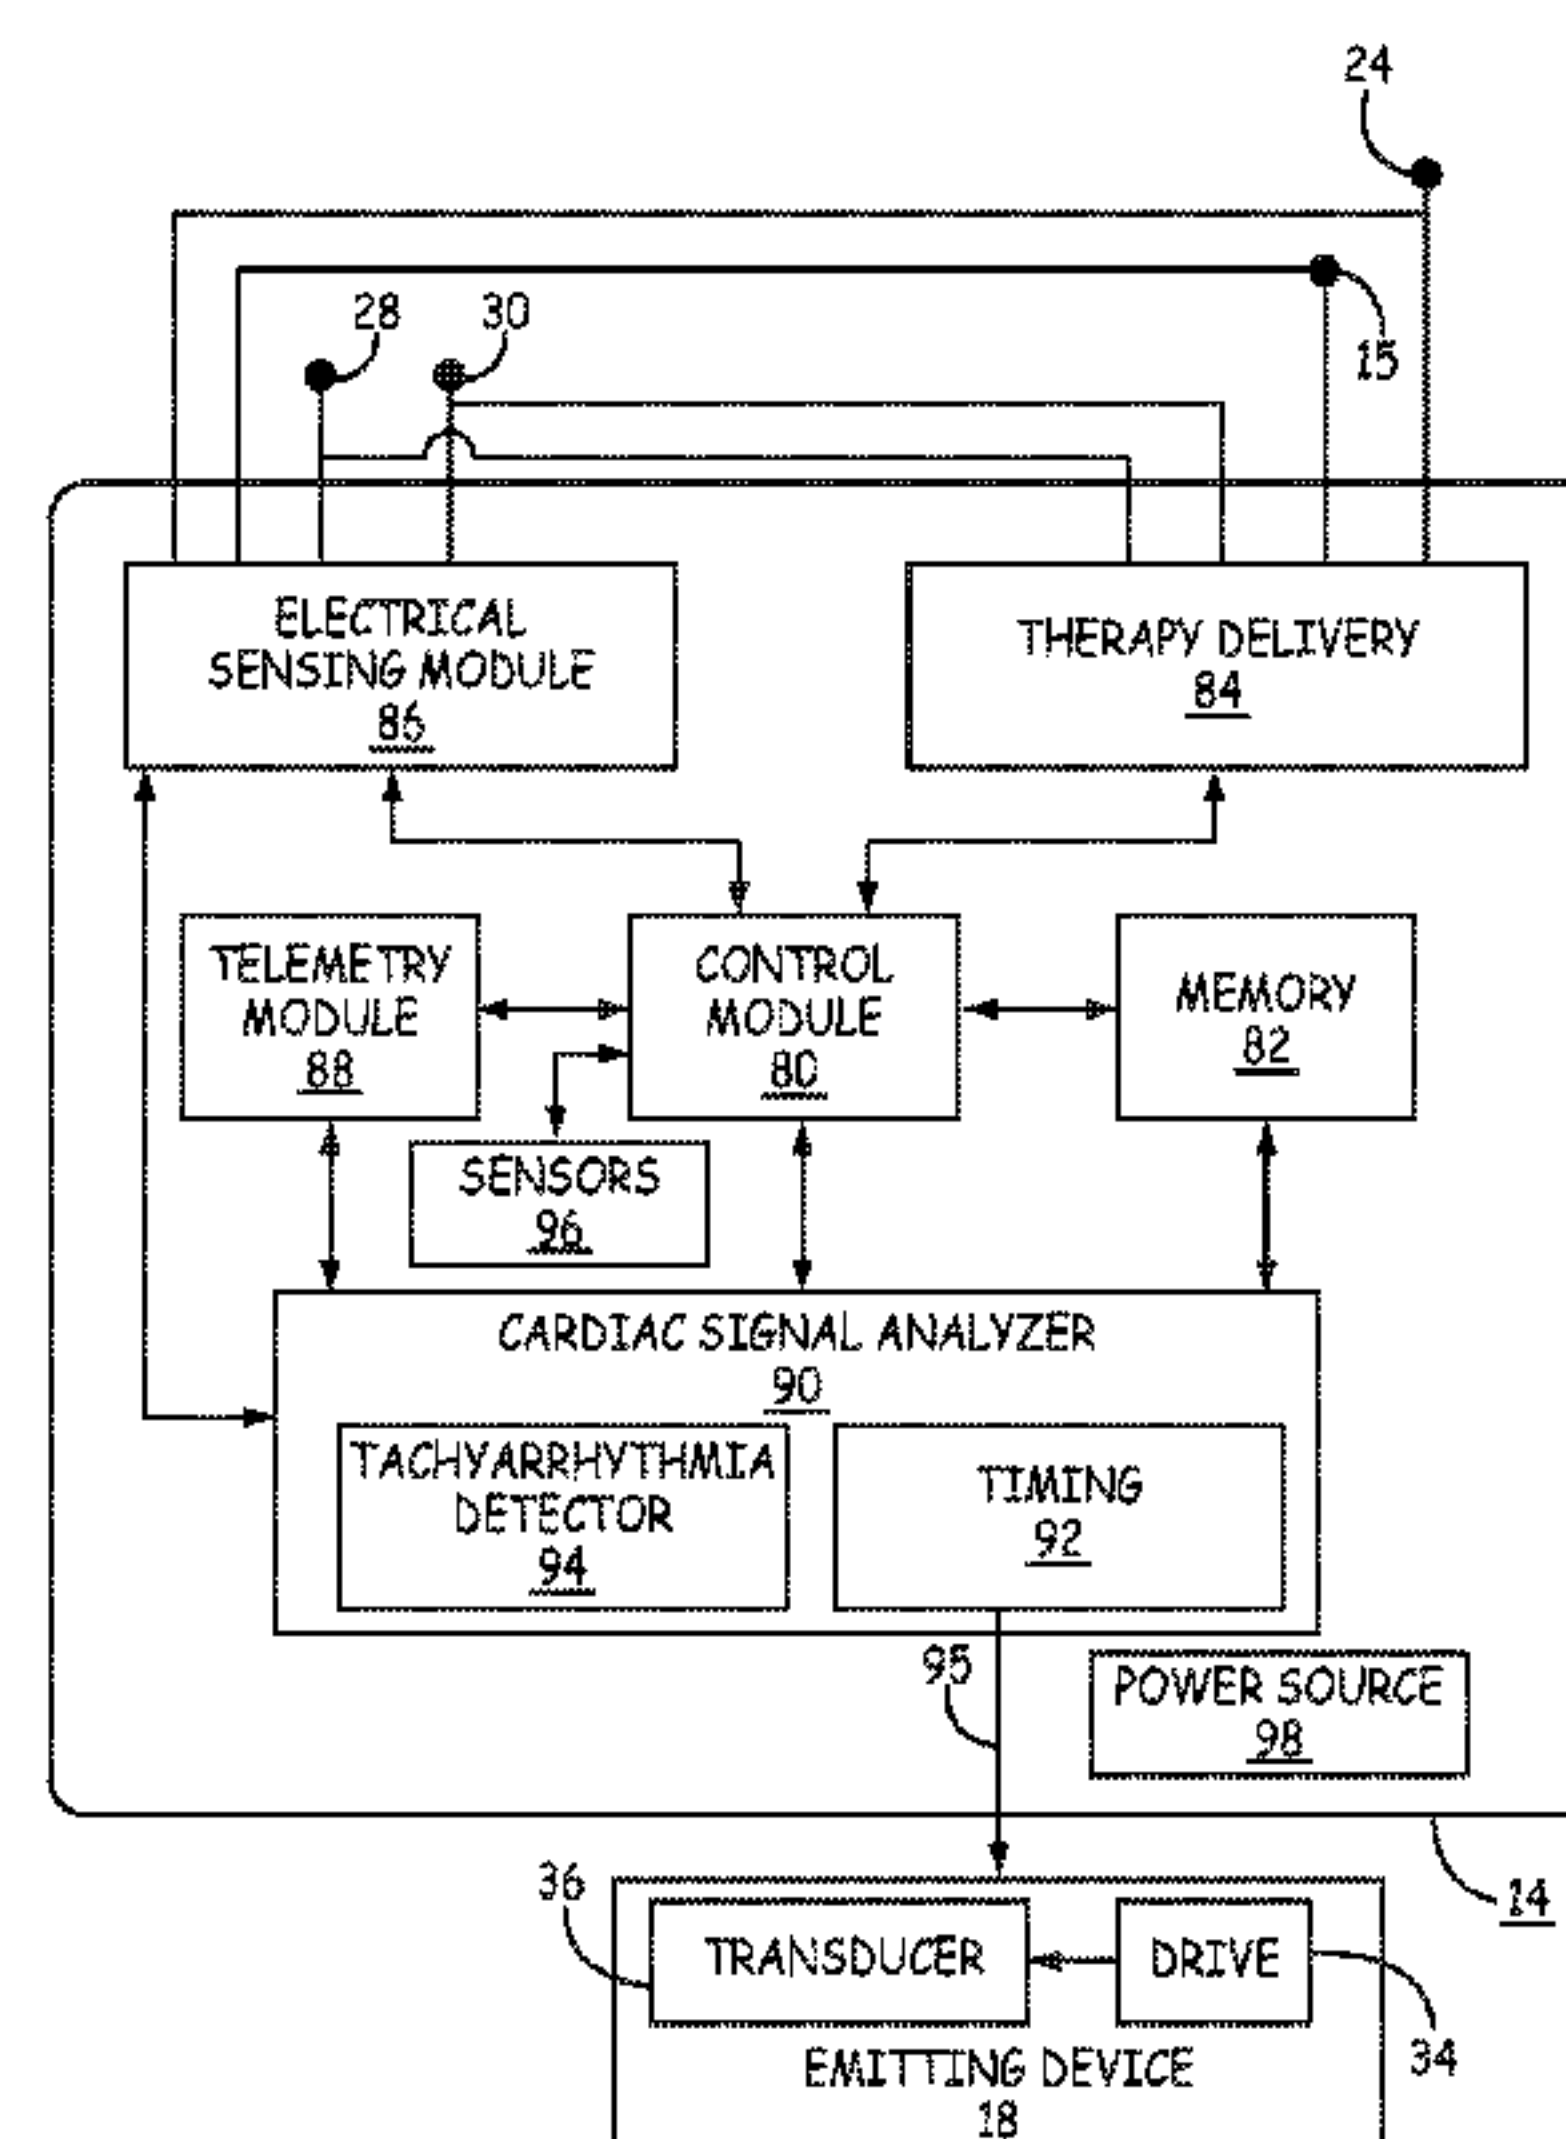 24
28
30
15
ELECTRICAL
SENSING MODULE
86
THERAPY DELIVERY
84
TELEMETRY
MODULE
88
CONTROL
MODULE
80
MEMORY
82
SENSORS
96
CARDIAC SIGNAL ANALYZER
90
TACHYARRHYTHMIA
DETECTOR
94
TIMING
92
95
POWER SOURCE
98
36
14
TRANSDUCER
DRIVE
34
EMITTING DEVICE
18